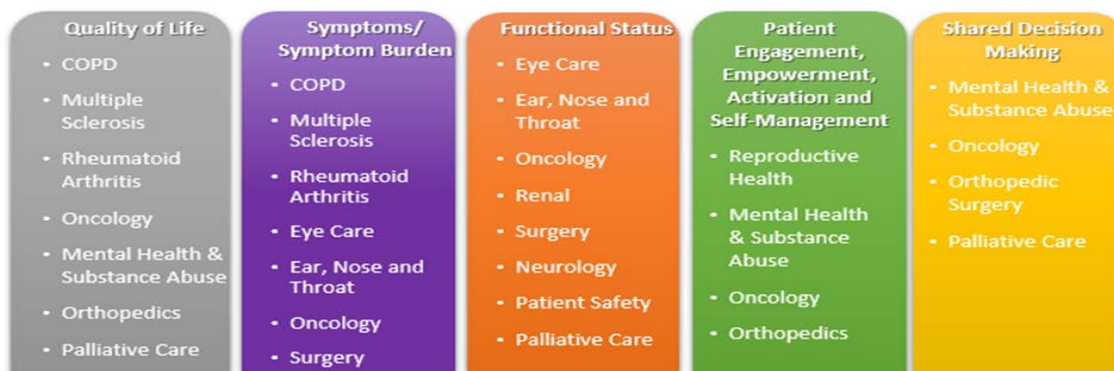 Quality of Life
• COPD
• Multiple
Sclerosis
• Rheumatoid
Arthritis
• Oncology
• Mental Health &
Substance Abuse
• Orthopedics
• Palliative Care
Symptoms/
Symptom Burden
• COPD
• Multiple
Sclerosis
• Rheumatoid
Arthritis
• Eye Care
• Ear, Nose and
Throat
• Oncology
• Surgery
Functional Status
• Eye Care
• Ear, Nose and
Throat
• Oncology
• Renal
• Surgery
• Neurology
• Patient Safety
• Palliative Care
Patient
Engagement,
Empowerment,
Activation and
Self-Management
• Reproductive
Health
• Mental Health
& Substance
Abuse
• Oncology
• Orthopedics
Shared Decision
Making
• Mental Health &
Substance Abuse
• Oncology
• Orthopedic
Surgery
• Palliative Care